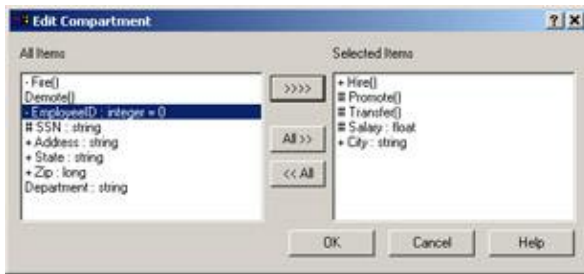 Edit Compartment
All Items
- Fire()
Demote()
- EmployeeID : integer = 0
# SSN : string
+ Address : string
+ State : string
+ Zip : long
Department : string
>>>>
All >>
<< All
Selected Items
+ Hire()
# Promote()
# Transfer()
# Salary : float
+ City : string
OK
Cancel
Help